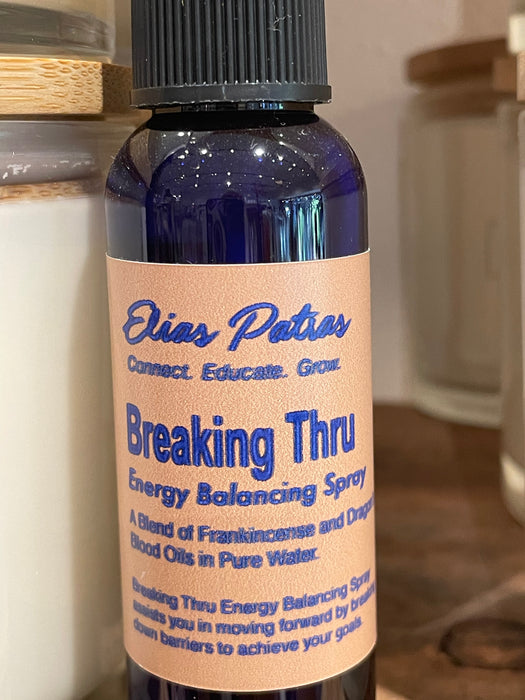 Elias Patras
Connect. Educate. Grow.
Breaking Thru
Energy Balancing Spray
A Blend of Frankincense and Dragon
Blood Oils in Pure Water.
Breaking Thru Energy Balancing Spray
assists you in moving forward by breaking
down barriers to achieve your goals.